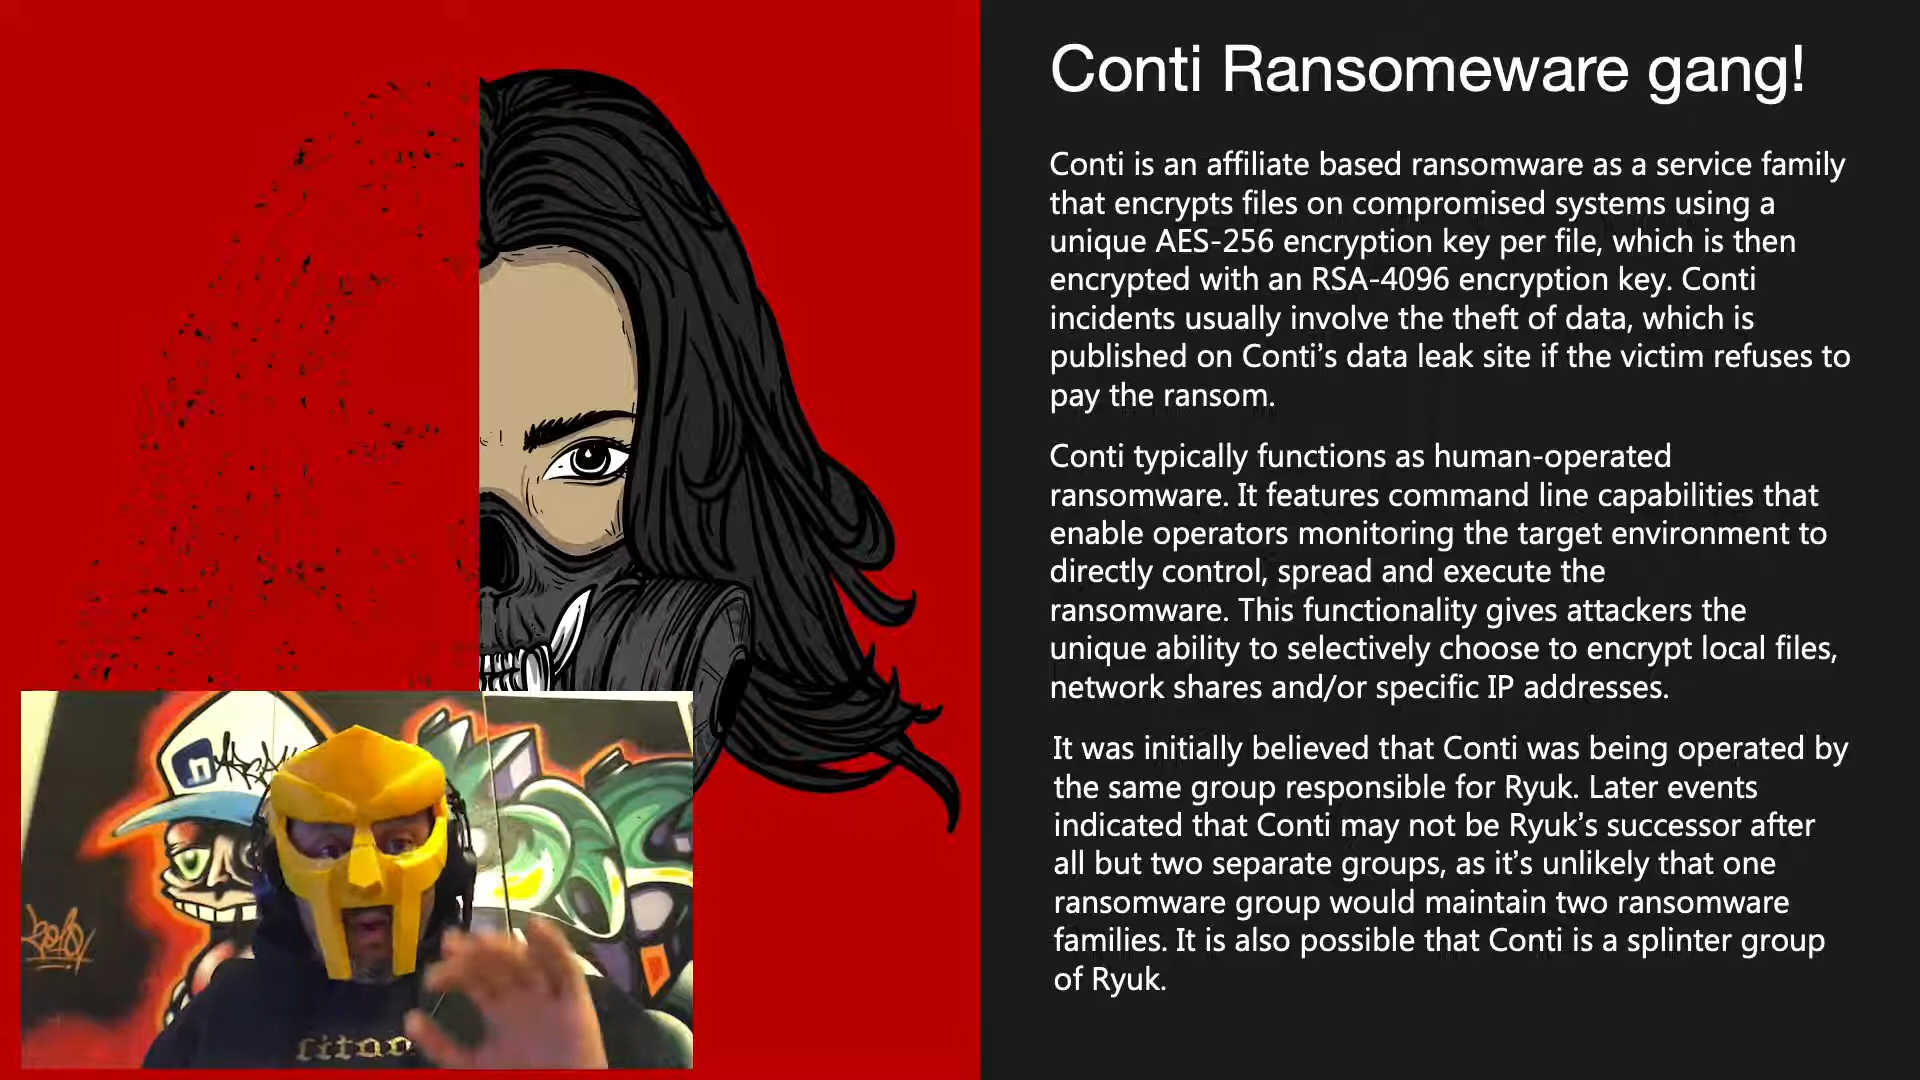 Conti Ransomeware gang!
Conti is an affiliate based ransomware as a service family
that encrypts files on compromised systems using a
unique AES-256 encryption key per file, which is then
encrypted with an RSA-4096 encryption key. Conti
incidents usually involve the theft of data, which is
published on Conti’s data leak site if the victim refuses to
pay the ransom.
Conti typically functions as human-operated
ransomware. It features command line capabilities that
enable operators monitoring the target environment to
directly control, spread and execute the
ransomware. This functionality gives attackers the
unique ability to selectively choose to encrypt local files,
network shares and/or specific IP addresses.
It was initially believed that Conti was being operated by
the same group responsible for Ryuk. Later events
indicated that Conti may not be Ryuk’s successor after
all but two separate groups, as it’s unlikely that one
ransomware group would maintain two ransomware
families. It is also possible that Conti is a splinter group
of Ryuk.